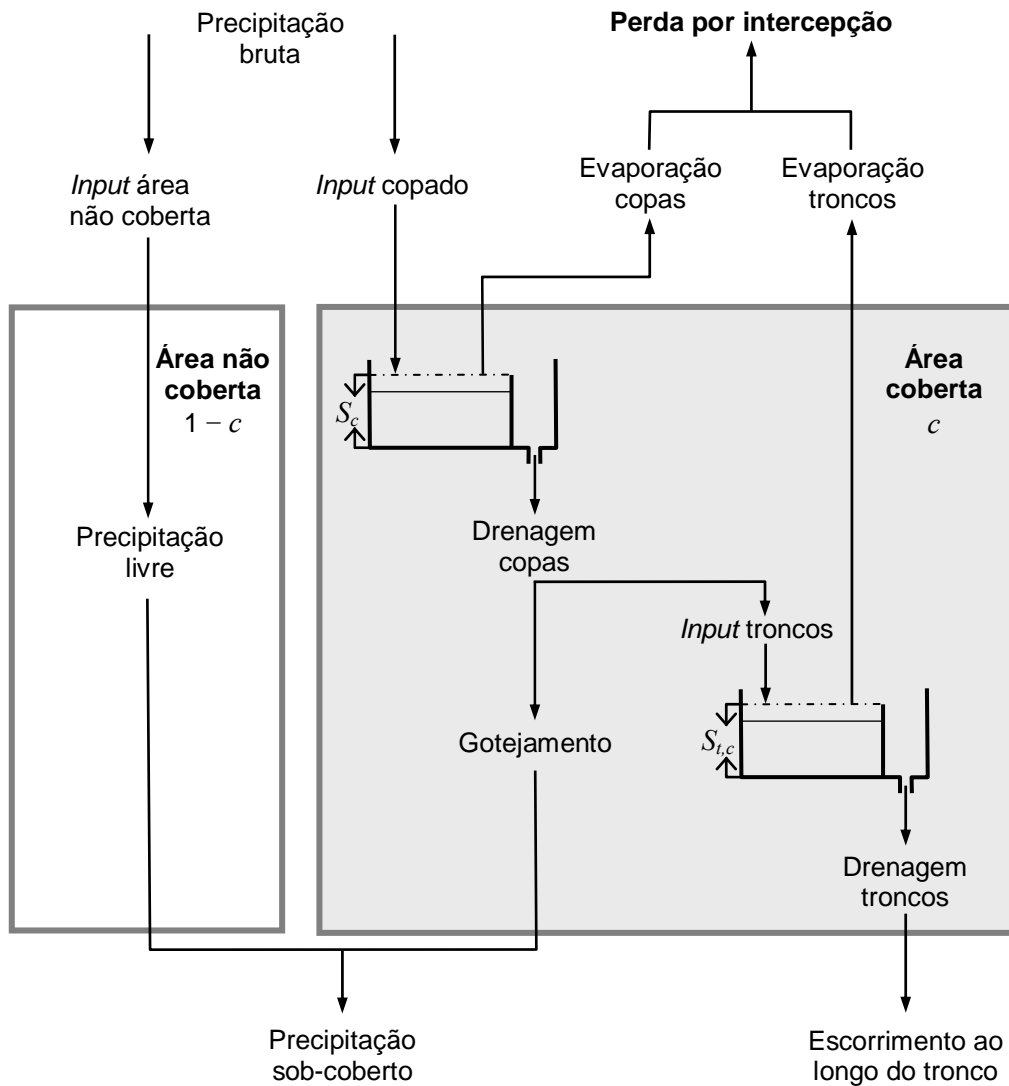 Precipitação
bruta
Perda por intercepção
Input área
não coberta
Input copado
Evaporação
copas
Evaporação
troncos
Área não
coberta
1 − c
Área
coberta
c
S_c
Precipitação
livre
Drenagem
copas
Input troncos
Gotejamento
S_{t,c}
Drenagem
troncos
Precipitação
sob-coberto
Escorrimento ao
longo do tronco